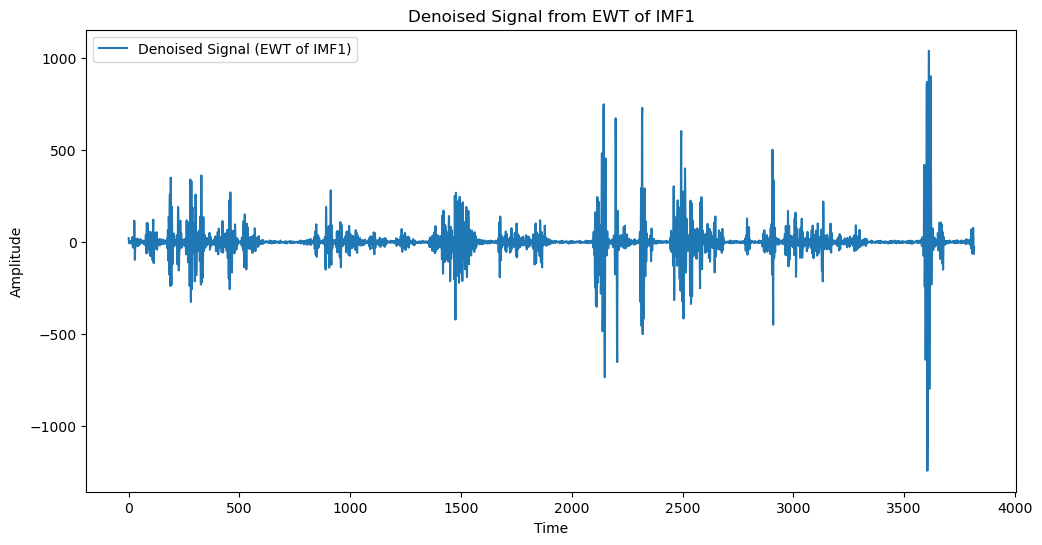 Denoised Signal from EWT of IMF1
Denoised Signal (EWT of IMF1)
Amplitude
1000
500
0
−500
−1000
0 500 1000 1500 2000 2500 3000 3500 4000
Time